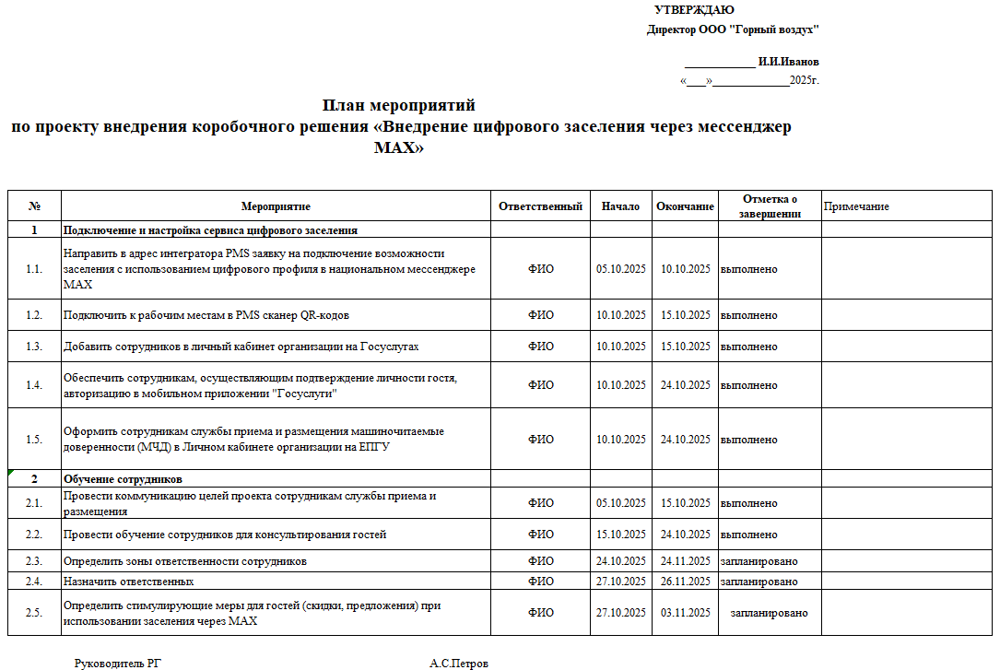 УТВЕРЖДАЮ
Директор ООО "Горный воздух"
____________ И.И.Иванов
«___»_____________2025г.
План мероприятий
по проекту внедрения коробочного решения «Внедрение цифрового заселения через мессенджер
MAX»
№ Мероприятие Ответственный Начало Окончание Отметка о завершении Примечание
1 Подключение и настройка сервиса цифрового заселения
1.1. Направить в адрес интегратора PMS заявку на подключение возможности
заселения с использованием цифрового профиля в национальном мессенджере
MAX ФИО 05.10.2025 10.10.2025 выполнено
1.2. Подключить к рабочим местам в PMS сканер QR-кодов ФИО 10.10.2025 15.10.2025 выполнено
1.3. Добавить сотрудников в личный кабинет организации на Госуслугах ФИО 10.10.2025 15.10.2025 выполнено
1.4. Обеспечить сотрудникам, осуществляющим подтверждение личности гостя,
авторизацию в мобильном приложении "Госуслуги" ФИО 10.10.2025 24.10.2025 выполнено
1.5. Оформить сотрудникам службы приема и размещения машиночитаемые
доверенности (МЧД) в Личном кабинете организации на ЕПГУ ФИО 10.10.2025 24.10.2025 выполнено
2 Обучение сотрудников
2.1. Провести коммуникацию целей проекта сотрудникам службы приема и
размещения ФИО 05.10.2025 15.10.2025 выполнено
2.2. Провести обучение сотрудников для консультирования гостей ФИО 15.10.2025 24.10.2025 выполнено
2.3. Определить зоны ответственности сотрудников ФИО 24.10.2025 24.11.2025 запланировано
2.4. Назначить ответственных ФИО 27.10.2025 26.11.2025 запланировано
2.5. Определить стимулирующие меры для гостей (скидки, предложения) при
использовании заселения через MAX ФИО 27.10.2025 03.11.2025 запланировано
Руководитель РГ А.С.Петров